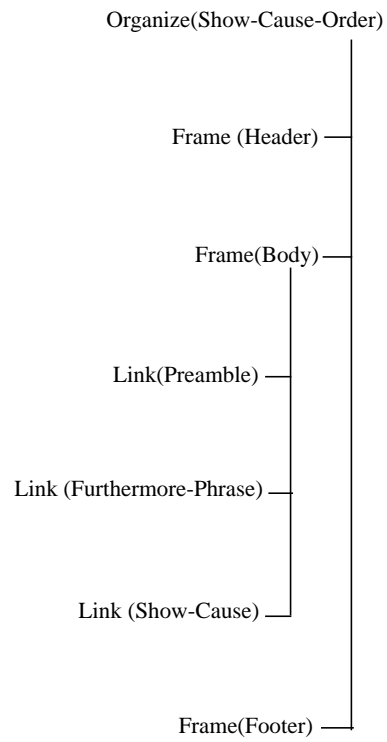 Organize(Show-Cause-Order)
Frame (Header)
Frame(Body)
Link(Preamble)
Link (Furthermore-Phrase)
Link (Show-Cause)
Frame(Footer)